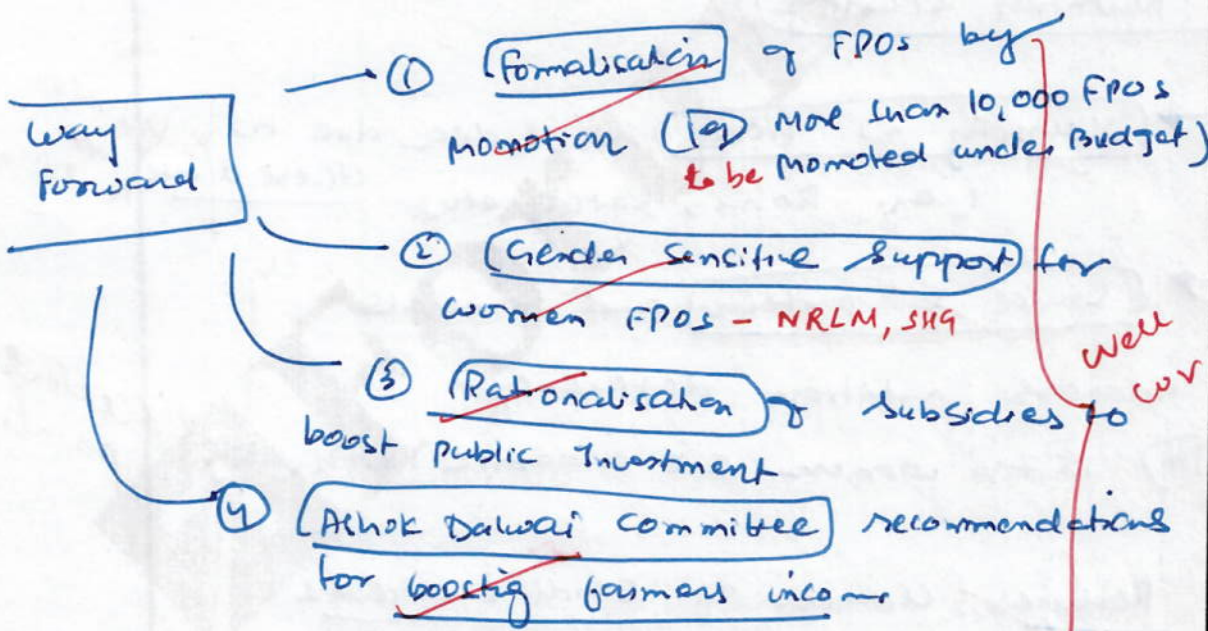 Way
Forward
① Formalisation of FPOs by
promotion (eg More than 10,000 FPOs
to be promoted under Budget)
② Gender Sensitive Support for
women FPOs - NRLM, SHG
③ Rationalisation of subsidies to
boost public Investment
④ Ashok Dalwai Committee recommendations
for boostig farmers income
Well